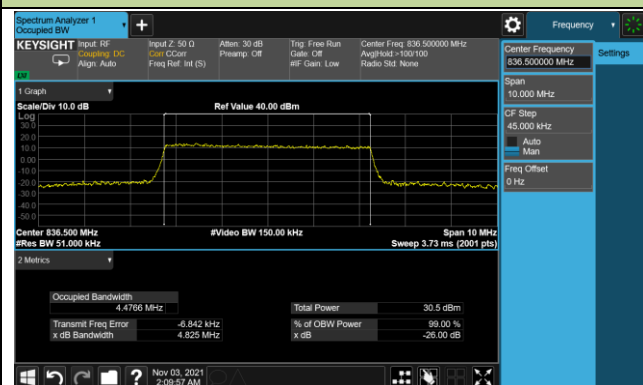 Spectrum Analyzer 1
Occupied BW
Frequency
KEYSIGHT
Input: RF
Coupling: DC
Align: Auto
Input Z: 50 Ω
Corr CCorr
Freq Ref: Int (S)
Atten: 30 dB
Preamp: Off
Trig: Free Run
Gate: Off
#IF Gain: Low
Center Freq: 836.500000 MHz
Avg|Hold:>100/100
Radio Std: None
LXI
Center Frequency
836.500000 MHz
Settings
Span
10.000 MHz
CF Step
45.000 kHz
Auto
Man
Freq Offset
0 Hz
1 Graph
Scale/Div 10.0 dB
Ref Value 40.00 dBm
Log
30.0
20.0
10.0
0.00
-10.0
-20.0
-30.0
-40.0
-50.0
Center 836.500 MHz
#Video BW 150.00 kHz
Span 10 MHz
#Res BW 51.000 kHz
Sweep 3.73 ms (2001 pts)
2 Metrics
Occupied Bandwidth
4.4766 MHz
Total Power 30.5 dBm
Transmit Freq Error -6.842 kHz
% of OBW Power 99.00 %
x dB Bandwidth 4.825 MHz
x dB -26.00 dB
?
Nov 03, 2021
2:09:57 AM